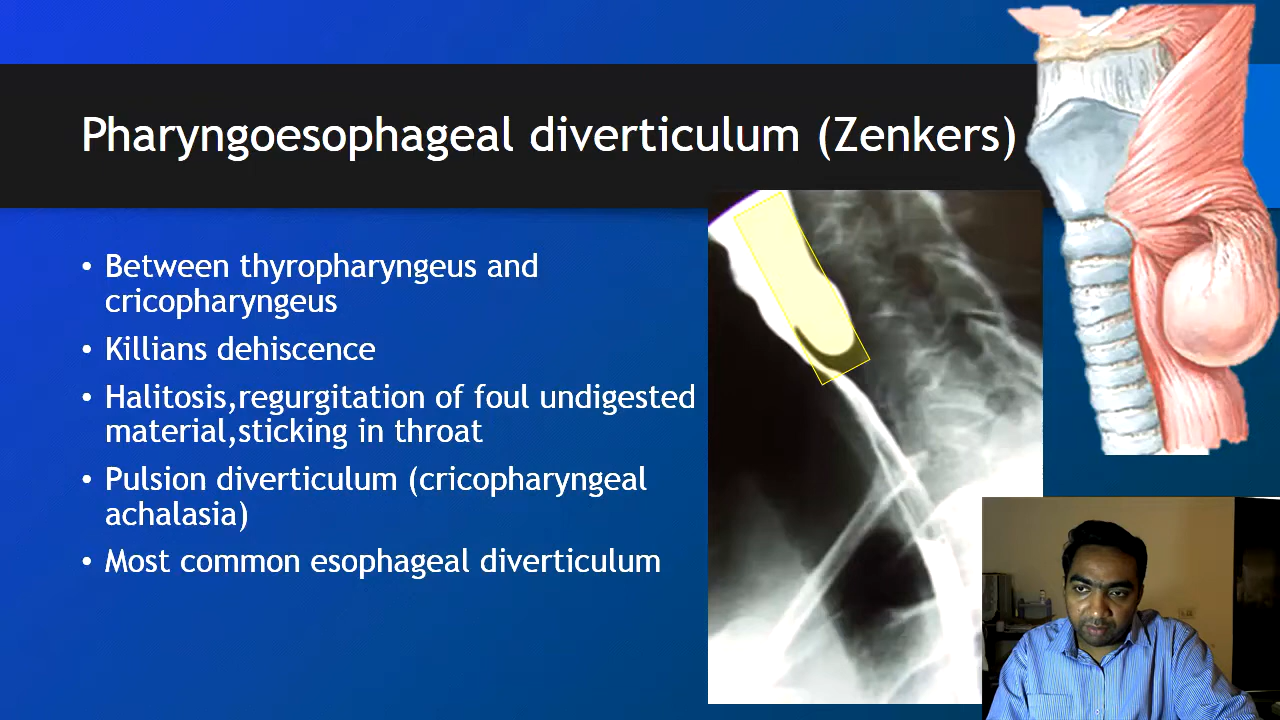 Pharyngoesophageal diverticulum (Zenkers)
• Between thyropharyngeus and
cricopharyngeus
• Killians dehiscence
• Halitosis,regurgitation of foul undigested
material,sticking in throat
• Pulsion diverticulum (cricopharyngeal
achalasia)
• Most common esophageal diverticulum